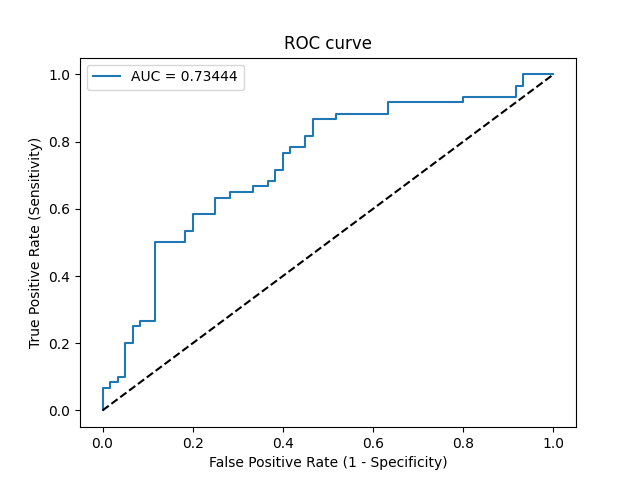 ROC curve
AUC = 0.73444
True Positive Rate (Sensitivity)
1.0
0.8
0.6
0.4
0.2
0.0
0.0 0.2 0.4 0.6 0.8 1.0
False Positive Rate (1 - Specificity)